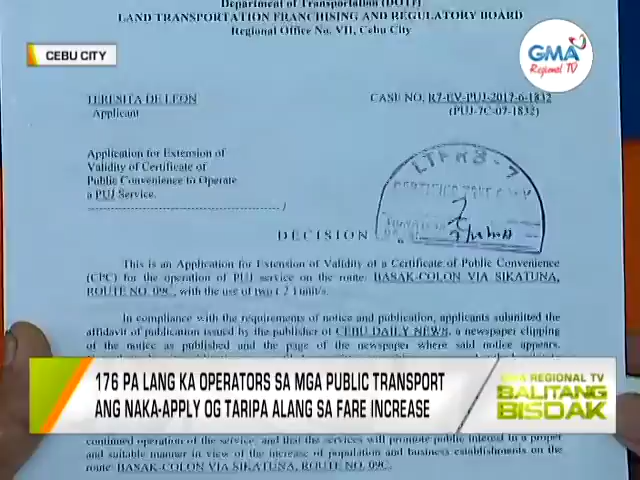 Department of Transportation (DOTr)
LAND TRANSPORTATION FRANCHISING AND REGULATORY BOARD
Regional Office No. VII, Cebu City
CEBU CITY
GMA
Regional TV
TERESITA DE LEON
Applicant
CASE NO. R7-EV-PUJ-2017-6-1832
(PUJ-7C-07-1832)
Application for Extension of
Validity of Certificate of
Public Convenience to Operate
a PUJ Service.
LTFRB-7
CERTIFIED TRUE COPY
DECISION
This is an Application for Extension of Validity of a Certificate of Public Convenience
(CPC) for the operation of PUJ service on the route: BASAK-COLON VIA SIKATUNA,
ROUTE NO. 09C, with the use of two ( 2 ) unit/s.
In compliance with the requirements of notice and publication, applicants submitted the
affidavit of publication issued by the publisher of CEBU DAILY NEWS, a newspaper clipping
of the notice as published and the page of the newspaper where said notice appears.
176 PA LANG KA OPERATORS SA MGA PUBLIC TRANSPORT
ANG NAKA-APPLY OG TARIPA ALANG SA FARE INCREASE
GMA REGIONAL TV
BALITANG
BISDAK
continued operation of the service, and that the services will promote public interest in a proper
and suitable manner in view of the increase of population and business establishments on the
route: BASAK-COLON VIA SIKATUNA, ROUTE NO. 09C.